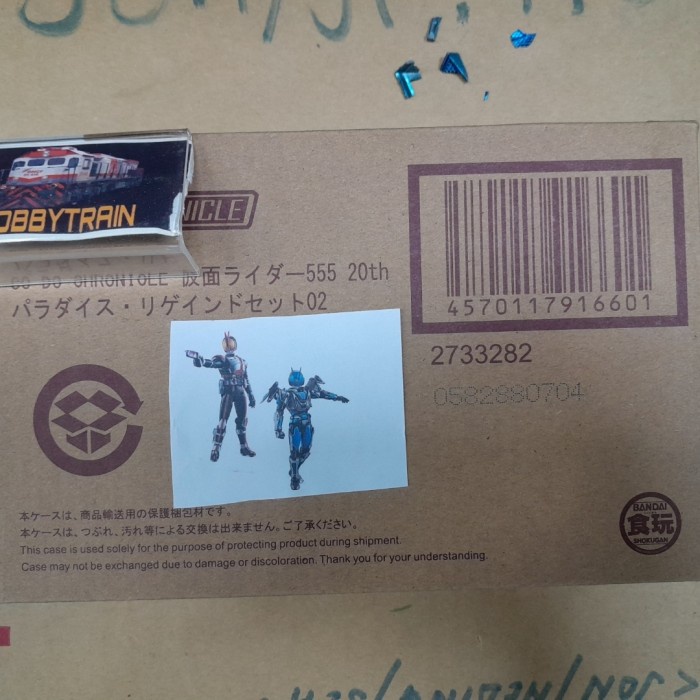 OBBYTRAIN
NICLE
SO-DO CHRONICLE 仮面ライダー555 20th
パラダイス・リゲインドセット02
4570117916601
2733282
0582880704
本ケースは、商品輸送用の保護梱包材です。
本ケースは、つぶれ、汚れ等による交換は出来ません。ご了承ください。
This case is used solely for the purpose of protecting product during shipment.
Case may not be exchanged due to damage or discoloration. Thank you for your understanding.
BANDAI
食玩
SHOKUGAN